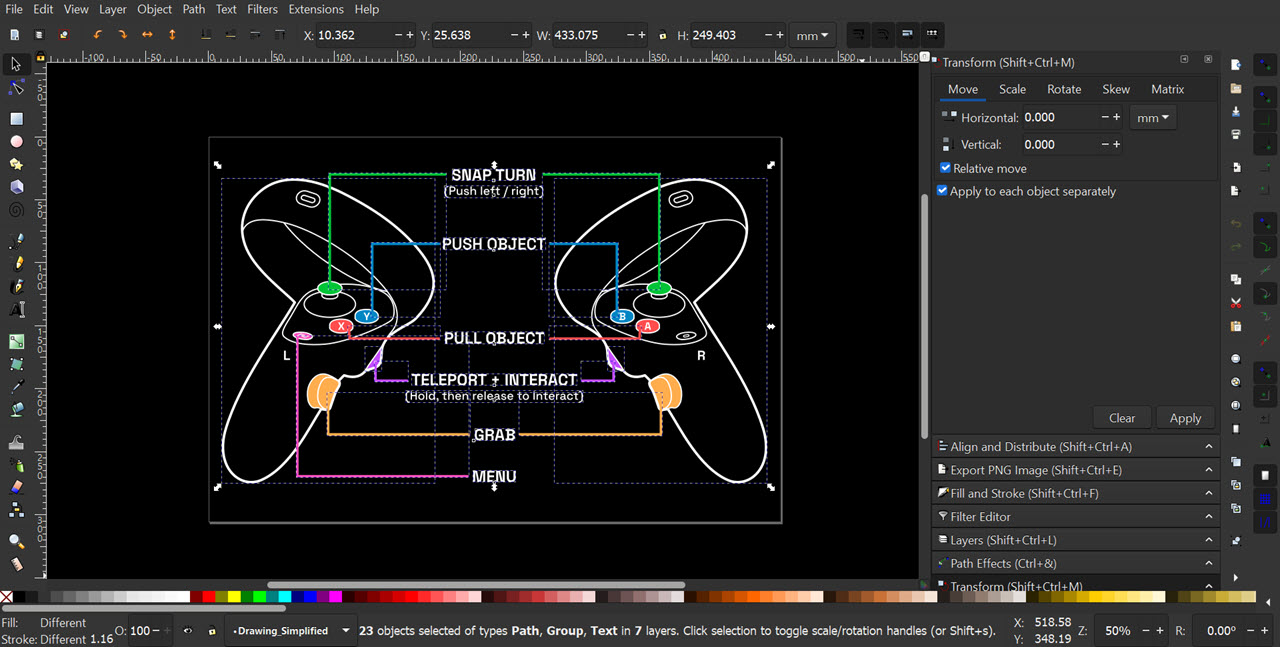 File Edit View Layer Object Path Text Filters Extensions Help
X: 10.362 Y: 25.638 W: 433.075 H: 249.403 mm
-100 -50 0 50 100 150 200 250 300 350 400 450 500 550
Transform (Shift+Ctrl+M)
Move Scale Rotate Skew Matrix
Horizontal: 0.000 mm
Vertical: 0.000
Relative move
Apply to each object separately
Clear Apply
SNAP TURN
(Push left / right)
PUSH OBJECT
Y B
X A
PULL OBJECT
L R
TELEPORT + INTERACT
(Hold, then release to interact)
GRAB
MENU
Align and Distribute (Shift+Ctrl+A)
Export PNG Image (Shift+Ctrl+E)
Fill and Stroke (Shift+Ctrl+F)
Filter Editor
Layers (Shift+Ctrl+L)
Path Effects (Ctrl+&)
Transform (Shift+Ctrl+M)
Fill: Different
Stroke: Different 1.16
O: 100
•Drawing_Simplified
23 objects selected of types Path, Group, Text in 7 layers. Click selection to toggle scale/rotation handles (or Shift+s).
X: 518.58
Y: 348.19
Z: 50%
R: 0.00°